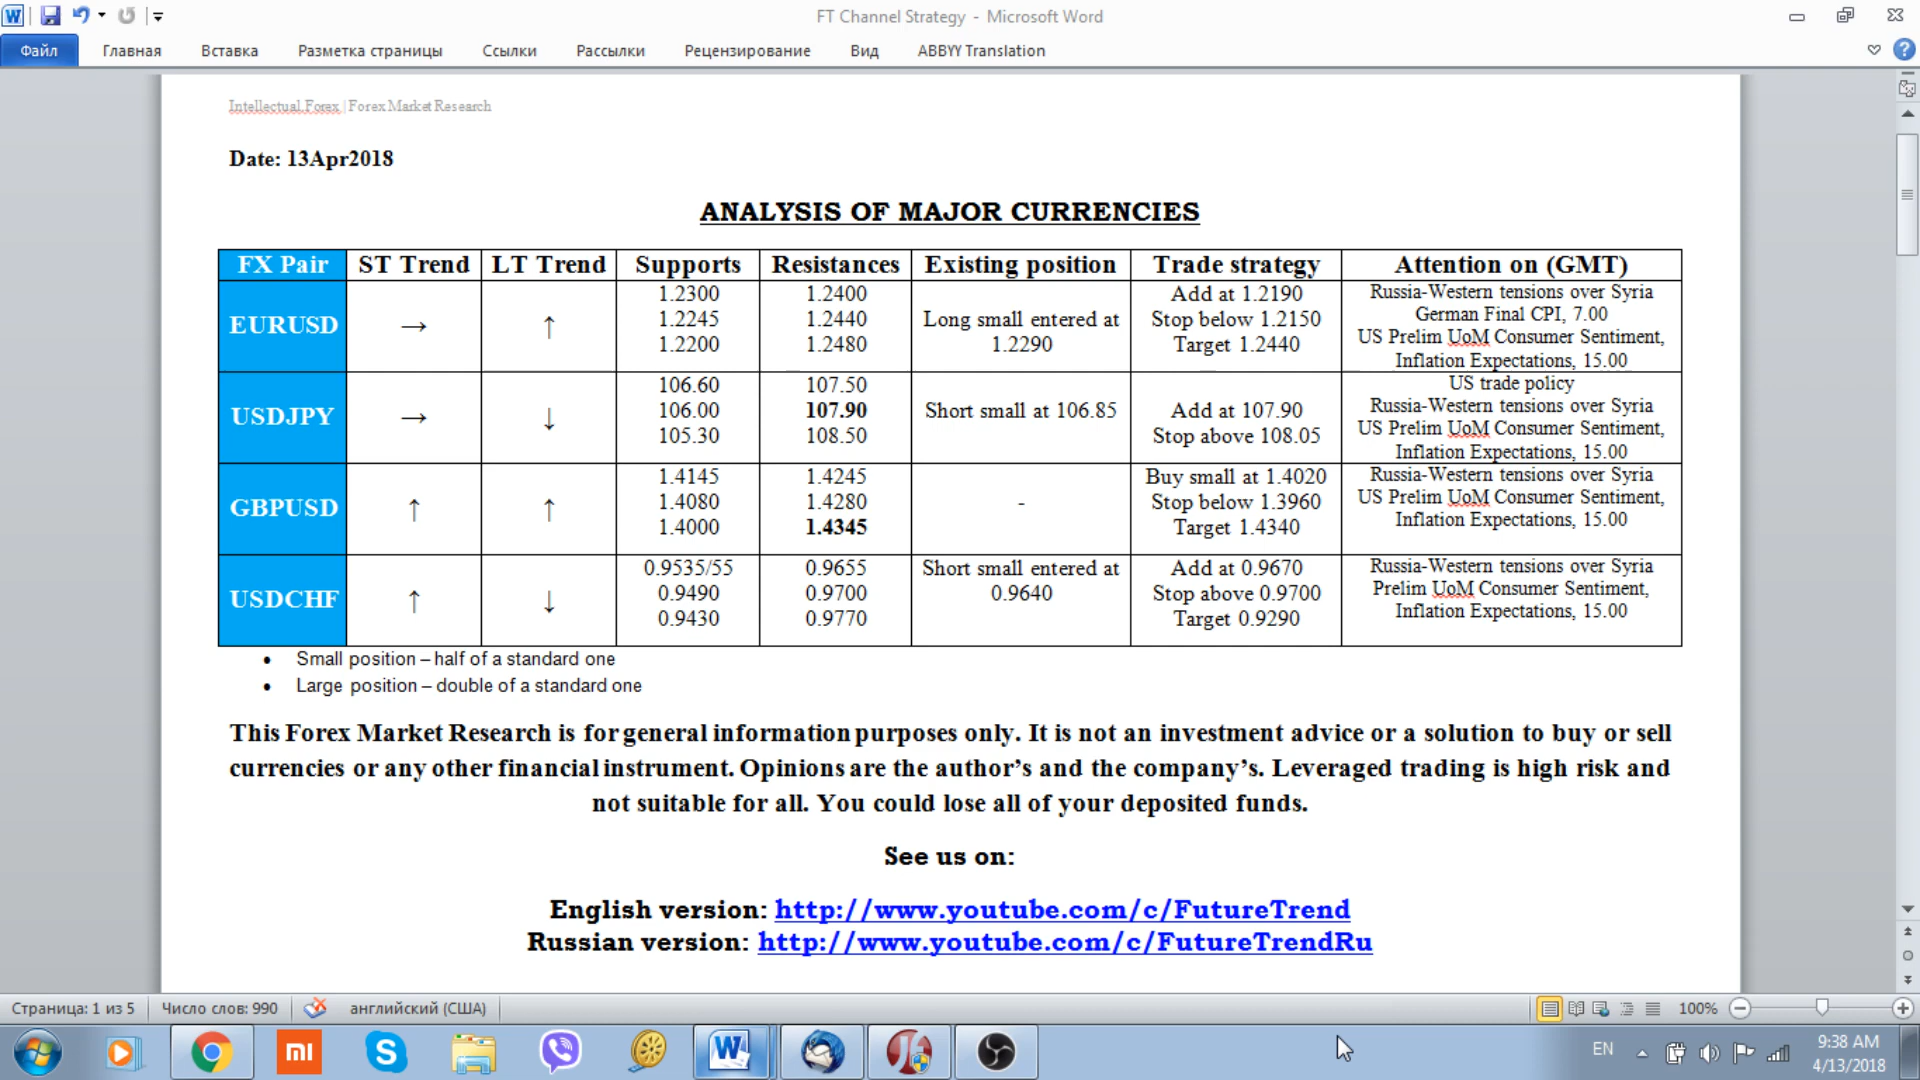 FT Channel Strategy - Microsoft Word
Файл Главная Вставка Разметка страницы Ссылки Рассылки Рецензирование Вид ABBYY Translation
Intellectual Forex | Forex Market Research
Date: 13Apr2018
ANALYSIS OF MAJOR CURRENCIES
FX Pair ST Trend LT Trend Supports Resistances Existing position Trade strategy Attention on (GMT)
EURUSD → ↑
1.2300
1.2245
1.2200
1.2400
1.2440
1.2480
Long small entered at
1.2290
Add at 1.2190
Stop below 1.2150
Target 1.2440
Russia-Western tensions over Syria
German Final CPI, 7.00
US Prelim UoM Consumer Sentiment,
Inflation Expectations, 15.00
USDJPY → ↓
106.60
106.00
105.30
107.50
107.90
108.50
Short small at 106.85
Add at 107.90
Stop above 108.05
US trade policy
Russia-Western tensions over Syria
US Prelim UoM Consumer Sentiment,
Inflation Expectations, 15.00
GBPUSD ↑ ↑
1.4145
1.4080
1.4000
1.4245
1.4280
1.4345
-
Buy small at 1.4020
Stop below 1.3960
Target 1.4340
Russia-Western tensions over Syria
US Prelim UoM Consumer Sentiment,
Inflation Expectations, 15.00
USDCHF ↑ ↓
0.9535/55
0.9490
0.9430
0.9655
0.9700
0.9770
Short small entered at
0.9640
Add at 0.9670
Stop above 0.9700
Target 0.9290
Russia-Western tensions over Syria
Prelim UoM Consumer Sentiment,
Inflation Expectations, 15.00
• Small position – half of a standard one
• Large position – double of a standard one
This Forex Market Research is for general information purposes only. It is not an investment advice or a solution to buy or sell
currencies or any other financial instrument. Opinions are the author's and the company's. Leveraged trading is high risk and
not suitable for all. You could lose all of your deposited funds.
See us on:
English version: http://www.youtube.com/c/FutureTrend
Russian version: http://www.youtube.com/c/FutureTrendRu
Страница: 1 из 5 Число слов: 990 английский (США) 100%
mi
EN
9:38 AM
4/13/2018